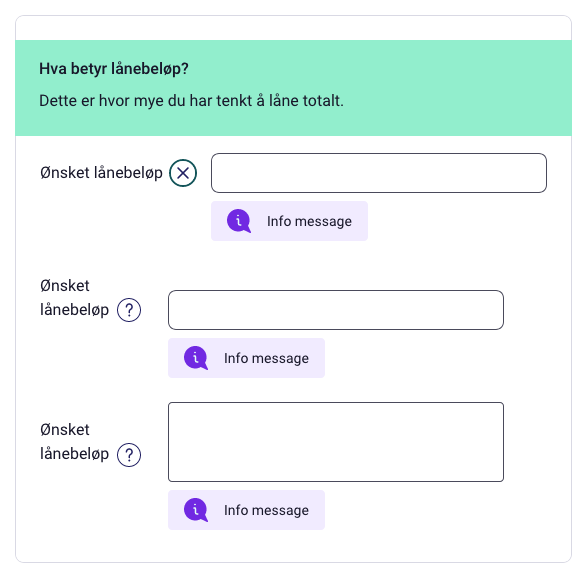 Hva betyr lånebeløp?
Dette er hvor mye du har tenkt å låne totalt.
Ønsket lånebeløp
Info message
Ønsket
lånebeløp ?
Info message
Ønsket
lånebeløp ?
Info message